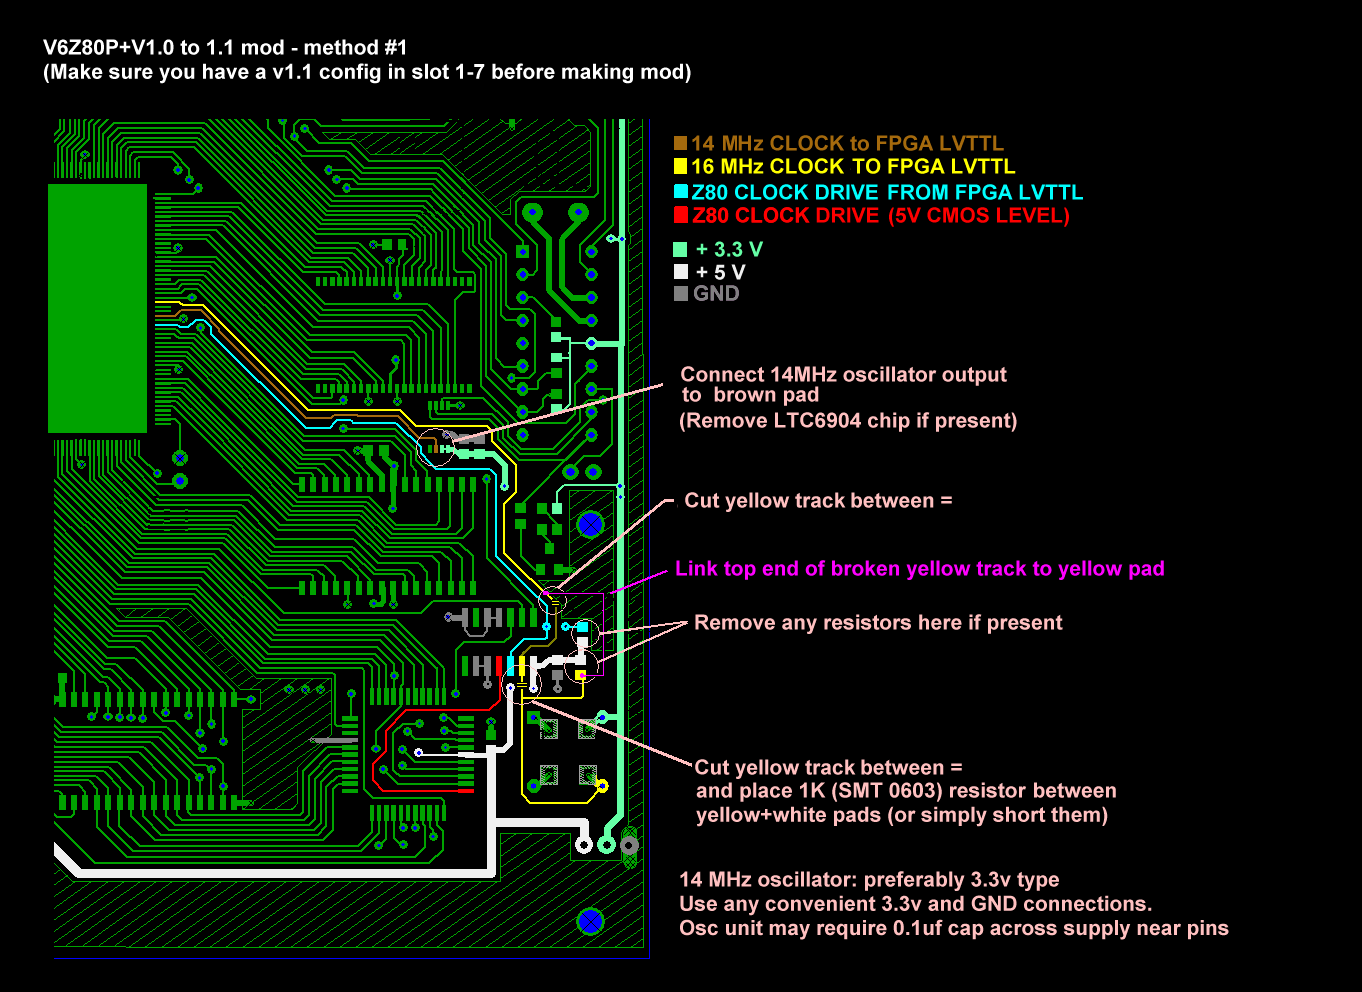 V6Z80P+V1.0 to 1.1 mod - method #1
(Make sure you have a v1.1 config in slot 1-7 before making mod)
14 MHz CLOCK to FPGA LVTTL
16 MHz CLOCK TO FPGA LVTTL
Z80 CLOCK DRIVE FROM FPGA LVTTL
Z80 CLOCK DRIVE (5V CMOS LEVEL)
+ 3.3 V
+ 5 V
GND
Connect 14MHz oscillator output
to brown pad
(Remove LTC6904 chip if present)
Cut yellow track between =
Link top end of broken yellow track to yellow pad
Remove any resistors here if present
Cut yellow track between =
and place 1K (SMT 0603) resistor between
yellow+white pads (or simply short them)
14 MHz oscillator: preferably 3.3v type
Use any convenient 3.3v and GND connections.
Osc unit may require 0.1uf cap across supply near pins